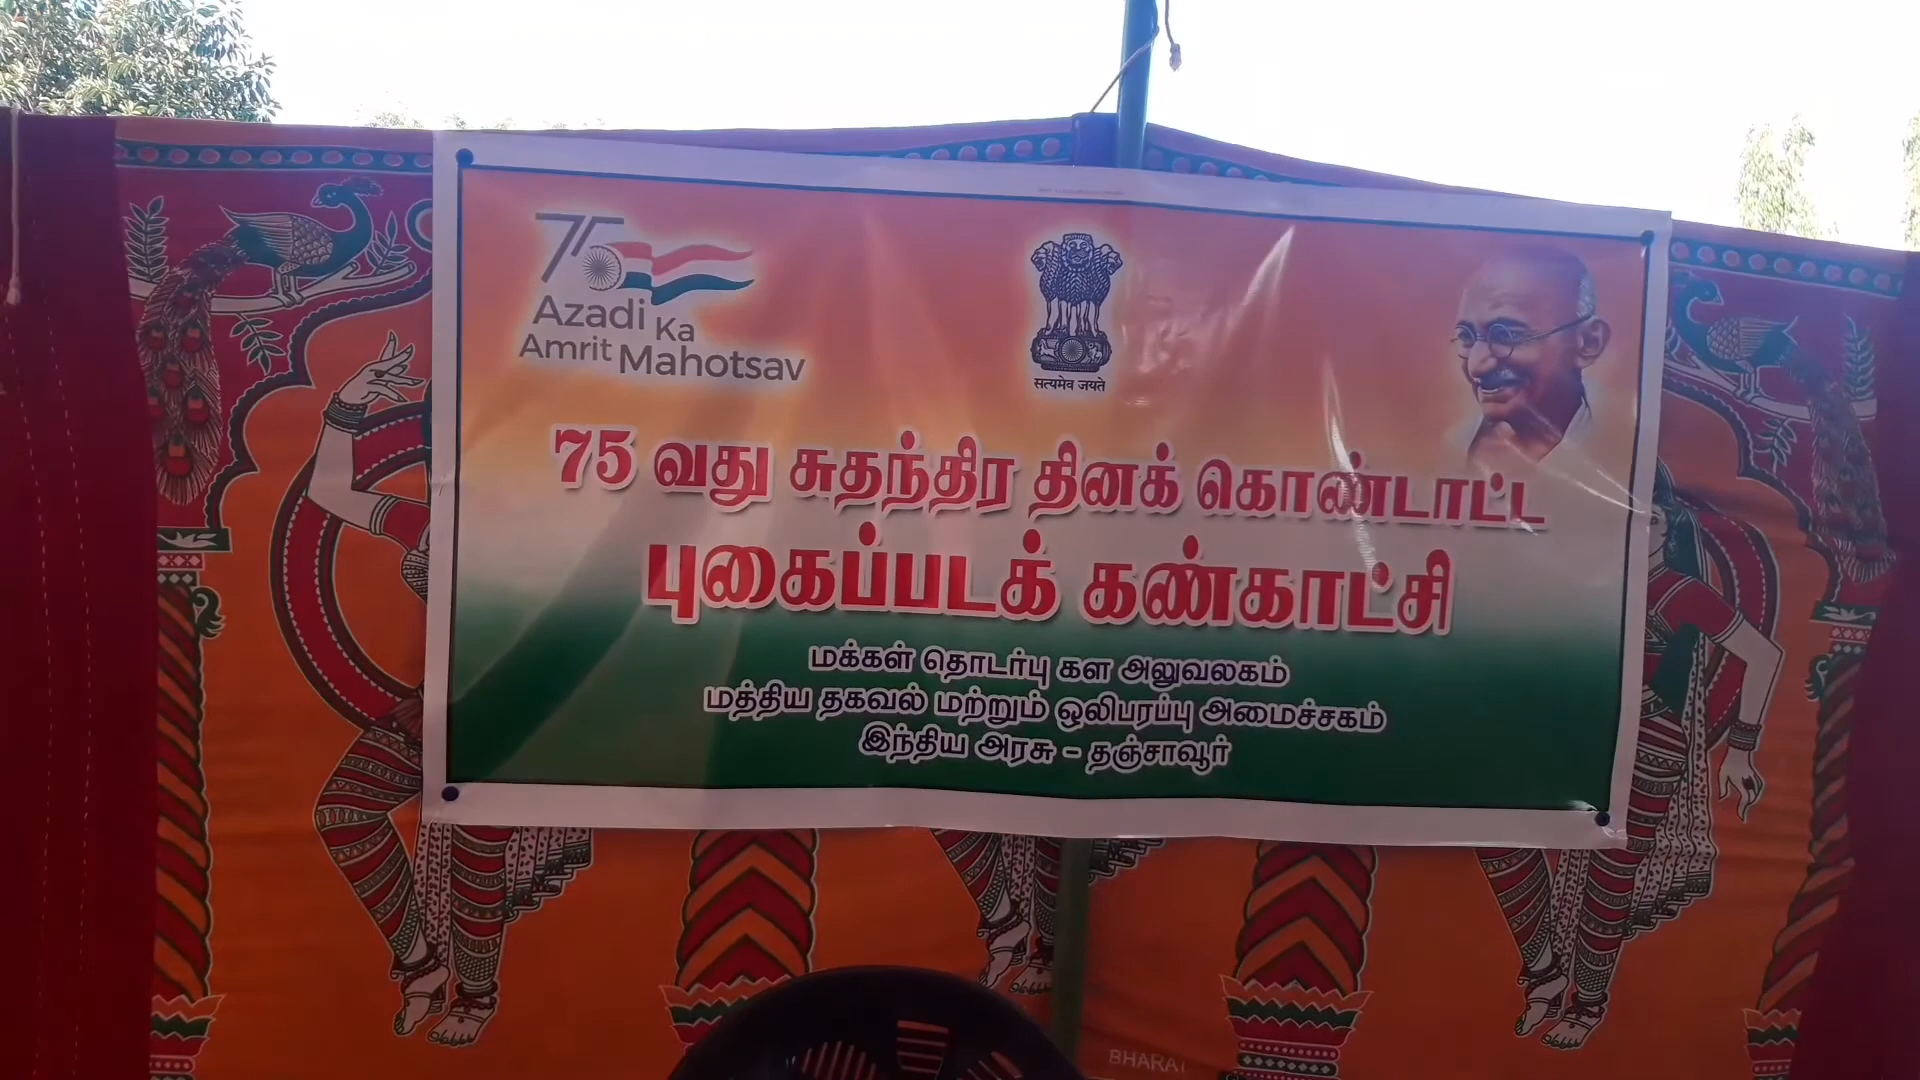 75
Azadi Ka
Amrit Mahotsav
सत्यमेव जयते
75 வது சுதந்திர தினக் கொண்டாட்ட
புகைப்படக் கண்காட்சி
மக்கள் தொடர்பு கள அலுவலகம்
மத்திய தகவல் மற்றும் ஒலிபரப்பு அமைச்சகம்
இந்திய அரசு - தஞ்சாவூர்
BHARAT